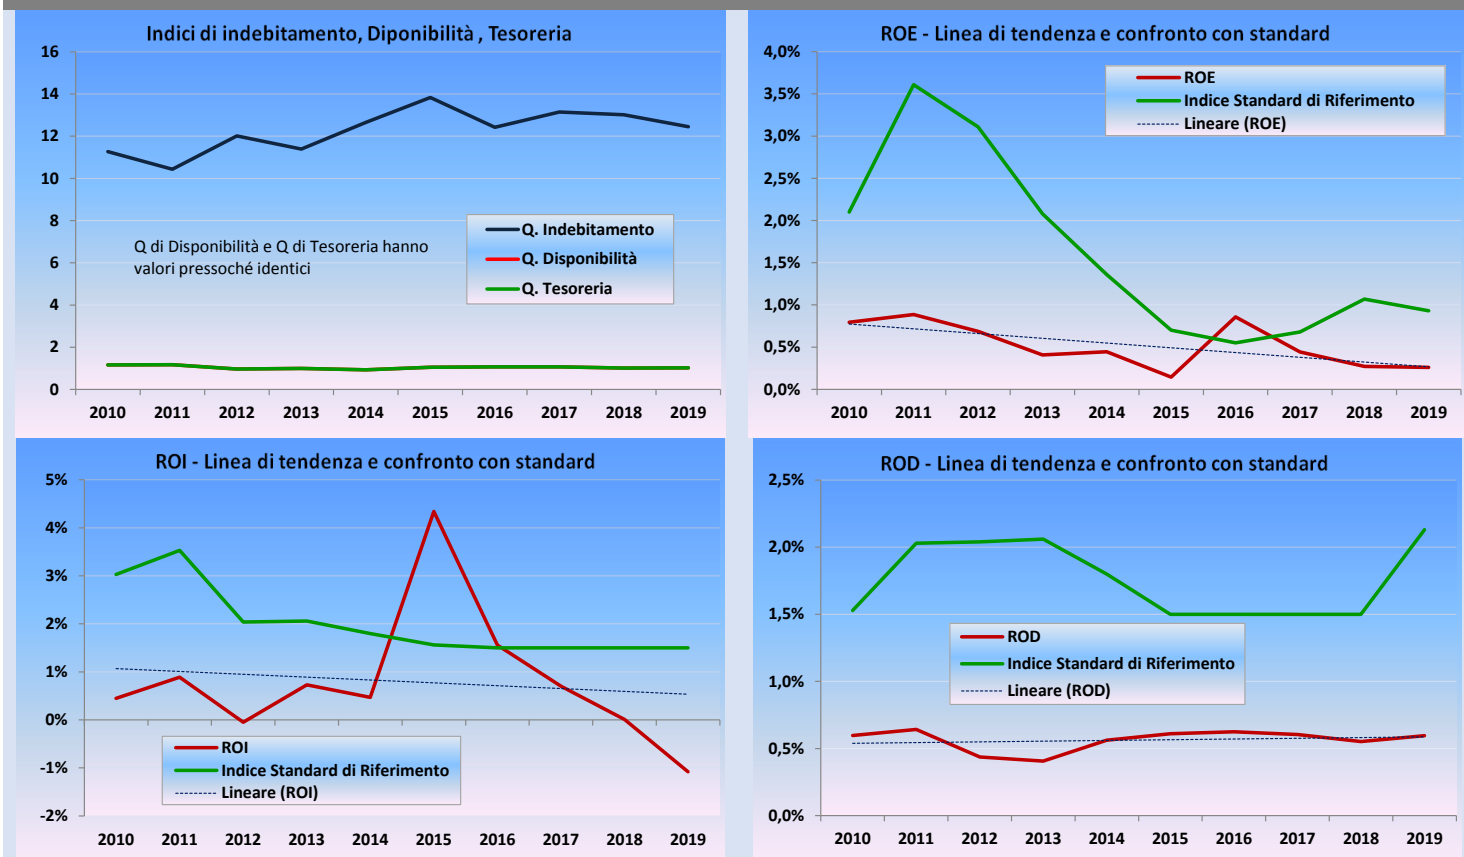 Indici di indebitamento, Diponibilità , Tesoreria
16
14
12
10
8
6
4
2
0
Q. Indebitamento
Q. Disponibilità
Q. Tesoreria
Q di Disponibilità e Q di Tesoreria hanno
valori pressoché identici
2010 2011 2012 2013 2014 2015 2016 2017 2018 2019
ROE - Linea di tendenza e confronto con standard
4,0%
3,5%
3,0%
2,5%
2,0%
1,5%
1,0%
0,5%
0,0%
ROE
Indice Standard di Riferimento
Lineare (ROE)
2010 2011 2012 2013 2014 2015 2016 2017 2018 2019
ROI - Linea di tendenza e confronto con standard
5%
4%
3%
2%
1%
0%
-1%
-2%
ROI
Indice Standard di Riferimento
Lineare (ROI)
2010 2011 2012 2013 2014 2015 2016 2017 2018 2019
ROD - Linea di tendenza e confronto con standard
2,5%
2,0%
1,5%
1,0%
0,5%
0,0%
ROD
Indice Standard di Riferimento
Lineare (ROD)
2010 2011 2012 2013 2014 2015 2016 2017 2018 2019